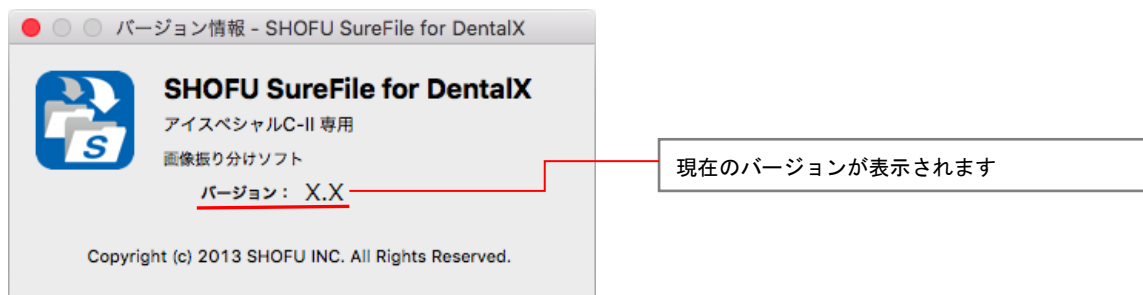 バージョン情報 - SHOFU SureFile for DentalX
SHOFU SureFile for DentalX
アイスペシャルC-II 専用
画像振り分けソフト
バージョン： X.X
現在のバージョンが表示されます
Copyright (c) 2013 SHOFU INC. All Rights Reserved.
S